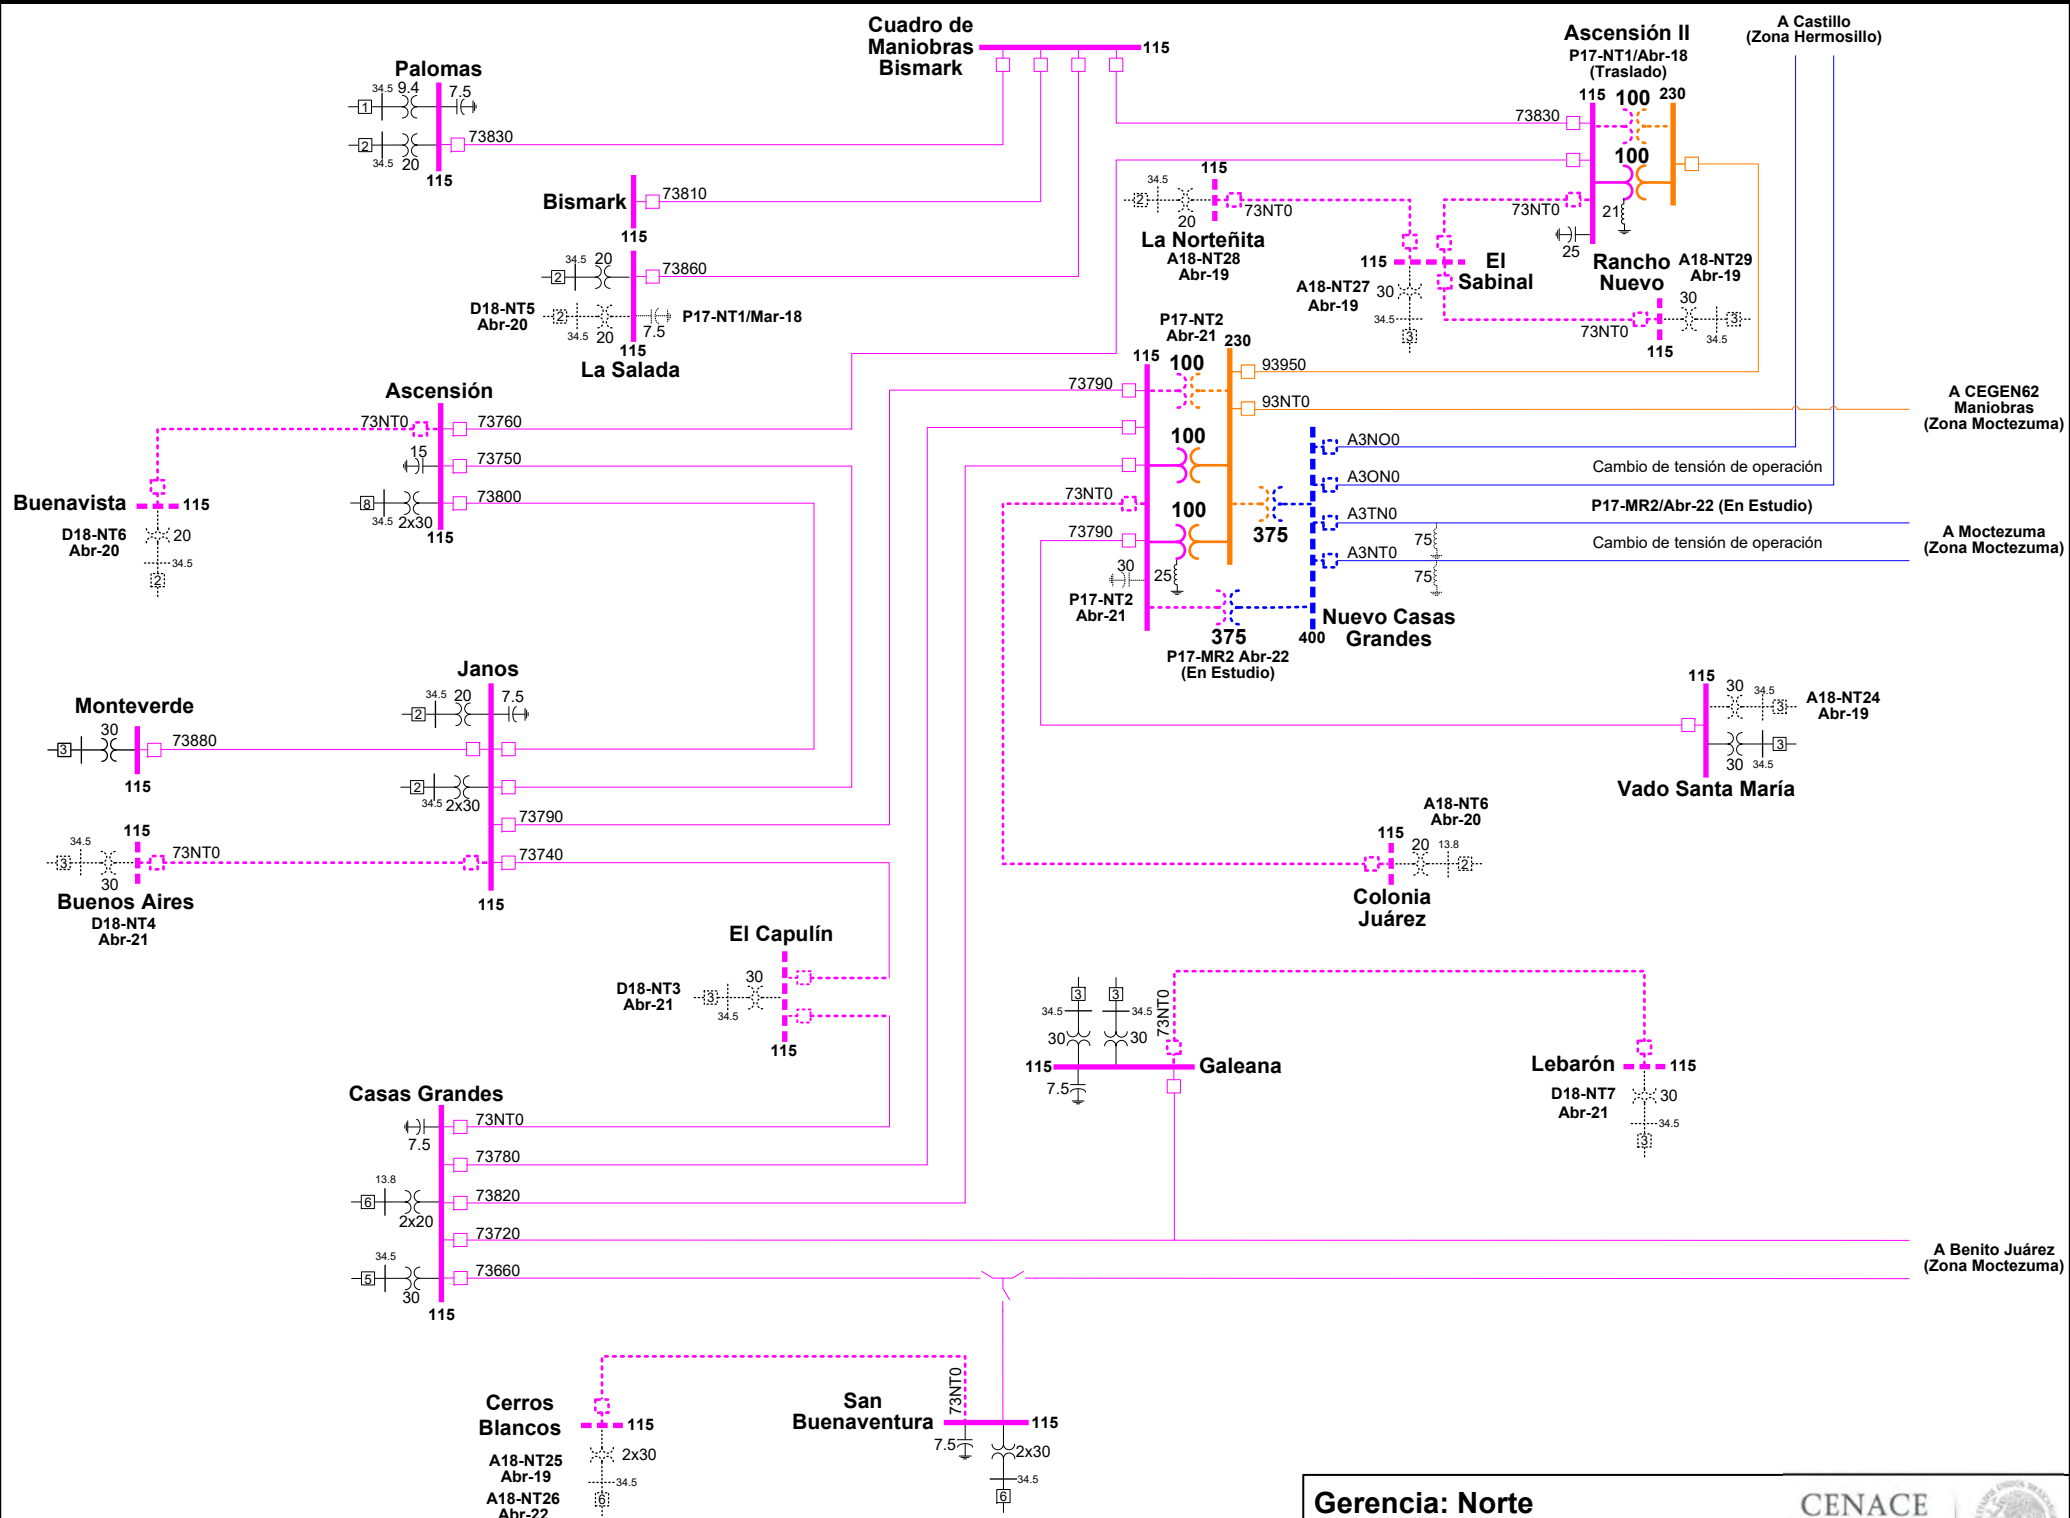 Cuadro de
Maniobras
Bismark
115
Ascensión II
P17-NT1/Abr-18
(Traslado)
115
100
230
73830
100
21
25
73NT0
A Castillo
(Zona Hermosillo)
Palomas
34.5
9.4
7.5
1
2
34.5
20
73830
115
Bismark
73810
115
34.5
20
2
73860
D18-NT5
Abr-20
2
34.5
20
7.5
P17-NT1/Mar-18
115
La Salada
115
34.5
2
20
73NT0
La Norteñita
A18-NT28
Abr-19
115
El
Sabinal
A18-NT27
Abr-19
30
34.5
3
Rancho
Nuevo
A18-NT29
Abr-19
30
3
34.5
73NT0
115
P17-NT2
Abr-21
115
100
230
73790
93950
93NT0
100
73NT0
100
73790
30
25
P17-NT2
Abr-21
375
375
P17-MR2 Abr-22
(En Estudio)
400
Nuevo Casas
Grandes
A3NO0
Cambio de tensión de operación
A3ON0
P17-MR2/Abr-22 (En Estudio)
A3TN0
75
Cambio de tensión de operación
A3NT0
75
A CEGEN62
Maniobras
(Zona Moctezuma)
A Moctezuma
(Zona Moctezuma)
Ascensión
73NT0
73760
15
73750
8
34.5
2x30
73800
115
Buenavista
115
D18-NT6
Abr-20
20
34.5
2
Janos
34.5
20
7.5
2
2
34.5
2x30
73790
73740
115
Monteverde
30
3
73880
115
115
34.5
3
30
73NT0
Buenos Aires
D18-NT4
Abr-21
El Capulín
D18-NT3
Abr-21
3
30
34.5
115
115
30
34.5
3
A18-NT24
Abr-19
3
30
34.5
Vado Santa María
A18-NT6
Abr-20
115
20
13.8
2
Colonia
Juárez
3
3
34.5
34.5
30
30
73NT0
115
Galeana
7.5
Lebarón
115
D18-NT7
Abr-21
30
34.5
3
Casas Grandes
7.5
73NT0
73780
13.8
6
2x20
73820
73720
34.5
5
30
73660
115
A Benito Juárez
(Zona Moctezuma)
Cerros
Blancos
115
A18-NT25
Abr-19
A18-NT26
Abr-22
2x30
34.5
6
San
Buenaventura
73NT0
115
7.5
2x30
34.5
6
Gerencia: Norte
CENACE